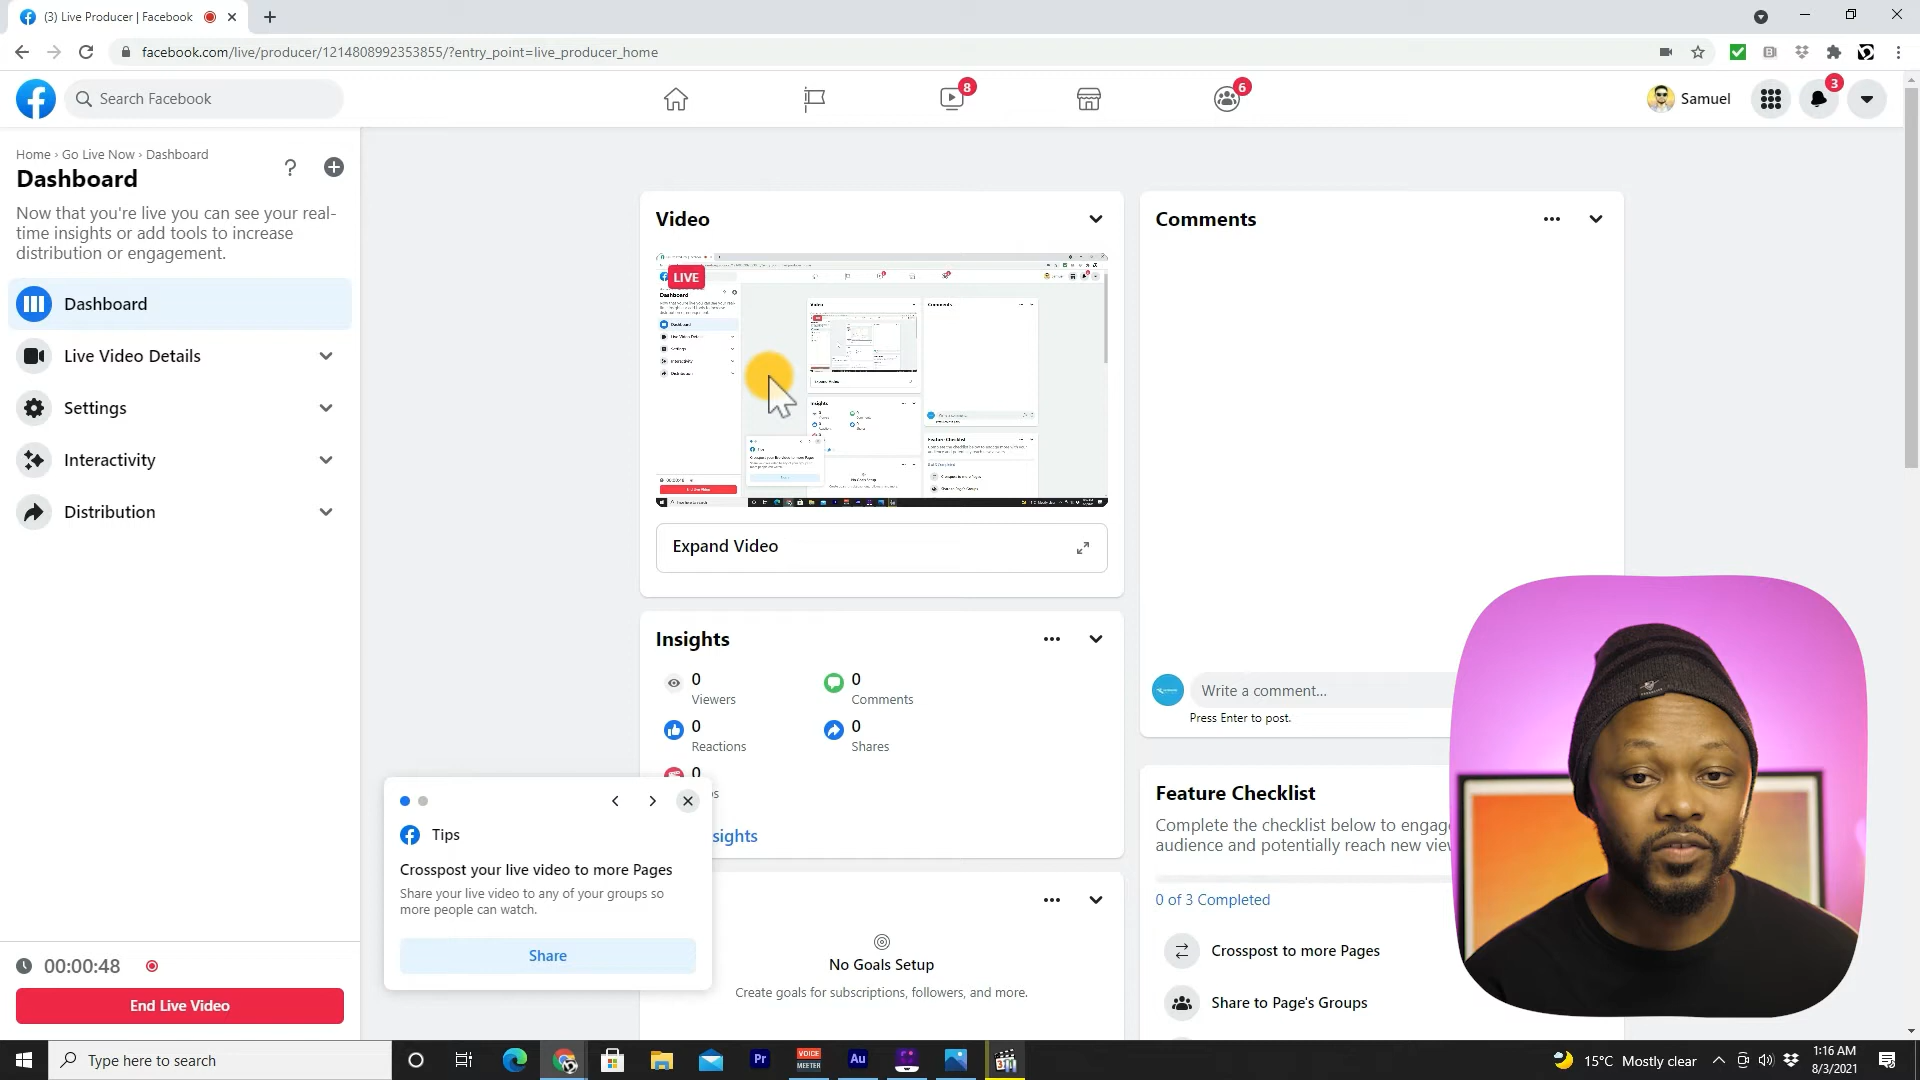 (3) Live Producer | Facebook
facebook.com/live/producer/1214808992353855/?entry_point=live_producer_home
Search Facebook
8
6
Samuel
3
Home › Go Live Now › Dashboard
Dashboard
Now that you're live you can see your real-
time insights or add tools to increase
distribution or engagement.
Dashboard
Live Video Details
Settings
Interactivity
Distribution
00:00:48
End Live Video
Video
LIVE
Expand Video
Insights
0
Viewers
0
Comments
0
Reactions
0
Shares
0
sights
Tips
Crosspost your live video to more Pages
Share your live video to any of your groups so
more people can watch.
Share
No Goals Setup
Create goals for subscriptions, followers, and more.
Comments
Write a comment...
Press Enter to post.
Feature Checklist
Complete the checklist below to engag
audience and potentially reach new vie
0 of 3 Completed
Crosspost to more Pages
Share to Page's Groups
Type here to search
Pr
VOICE
MEETER
Au
15°C Mostly clear
1:16 AM
8/3/2021